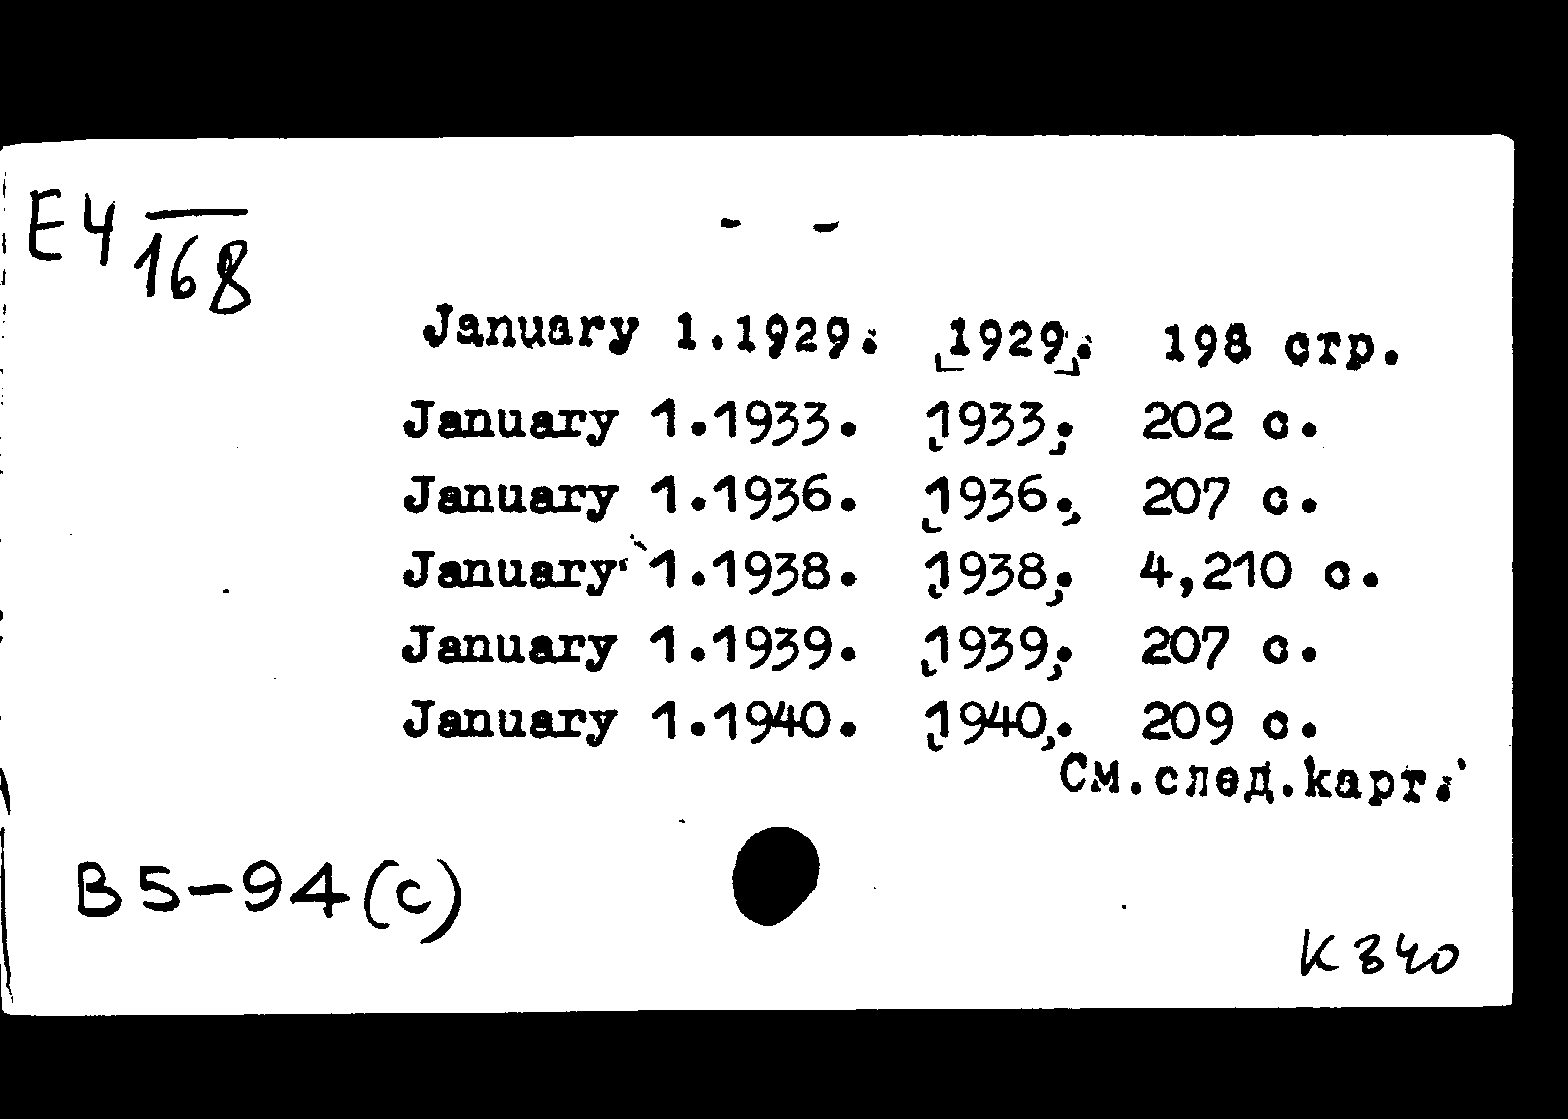 E4 168
- -
January 1.1929. [1929]. 198 стр.
January 1.1933. [1933]. 202 с.
January 1.1936. [1936]. 207 с.
January 1.1938. [1938]. 4,210 с.
January 1.1939. [1939]. 207 с.
January 1.1940. [1940]. 209 с.
См.след.карт.
B5-94(c)
К 340